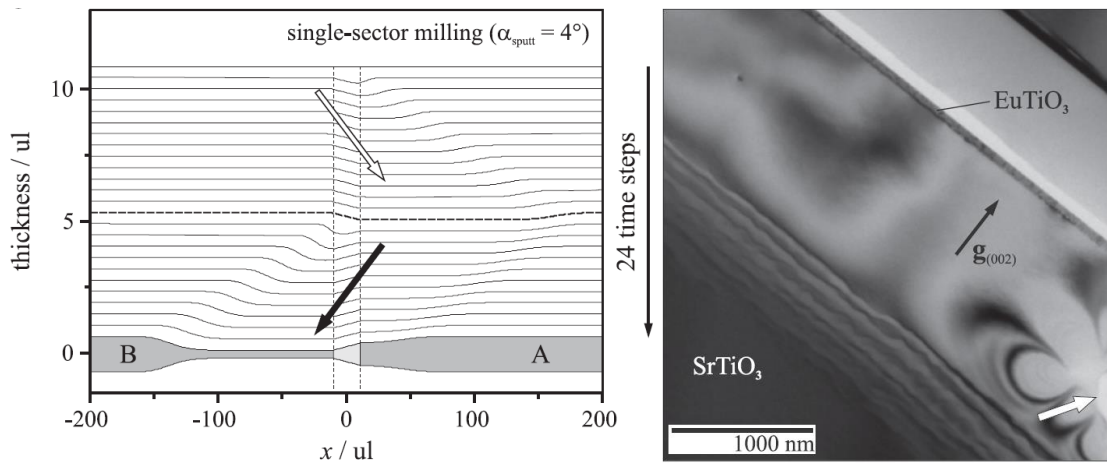 single-sector milling (αsputt = 4°)
10
5
0
thickness / ul
B
A
-200
-100
0
100
200
x / ul
24 time steps
EuTiO₃
g(002)
SrTiO₃
1000 nm